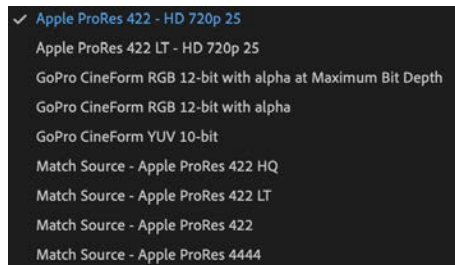 Apple ProRes 422 - HD 720p 25
Apple ProRes 422 LT - HD 720p 25
GoPro CineForm RGB 12-bit with alpha at Maximum Bit Depth
GoPro CineForm RGB 12-bit with alpha
GoPro CineForm YUV 10-bit
Match Source - Apple ProRes 422 HQ
Match Source - Apple ProRes 422 LT
Match Source - Apple ProRes 422
Match Source - Apple ProRes 4444